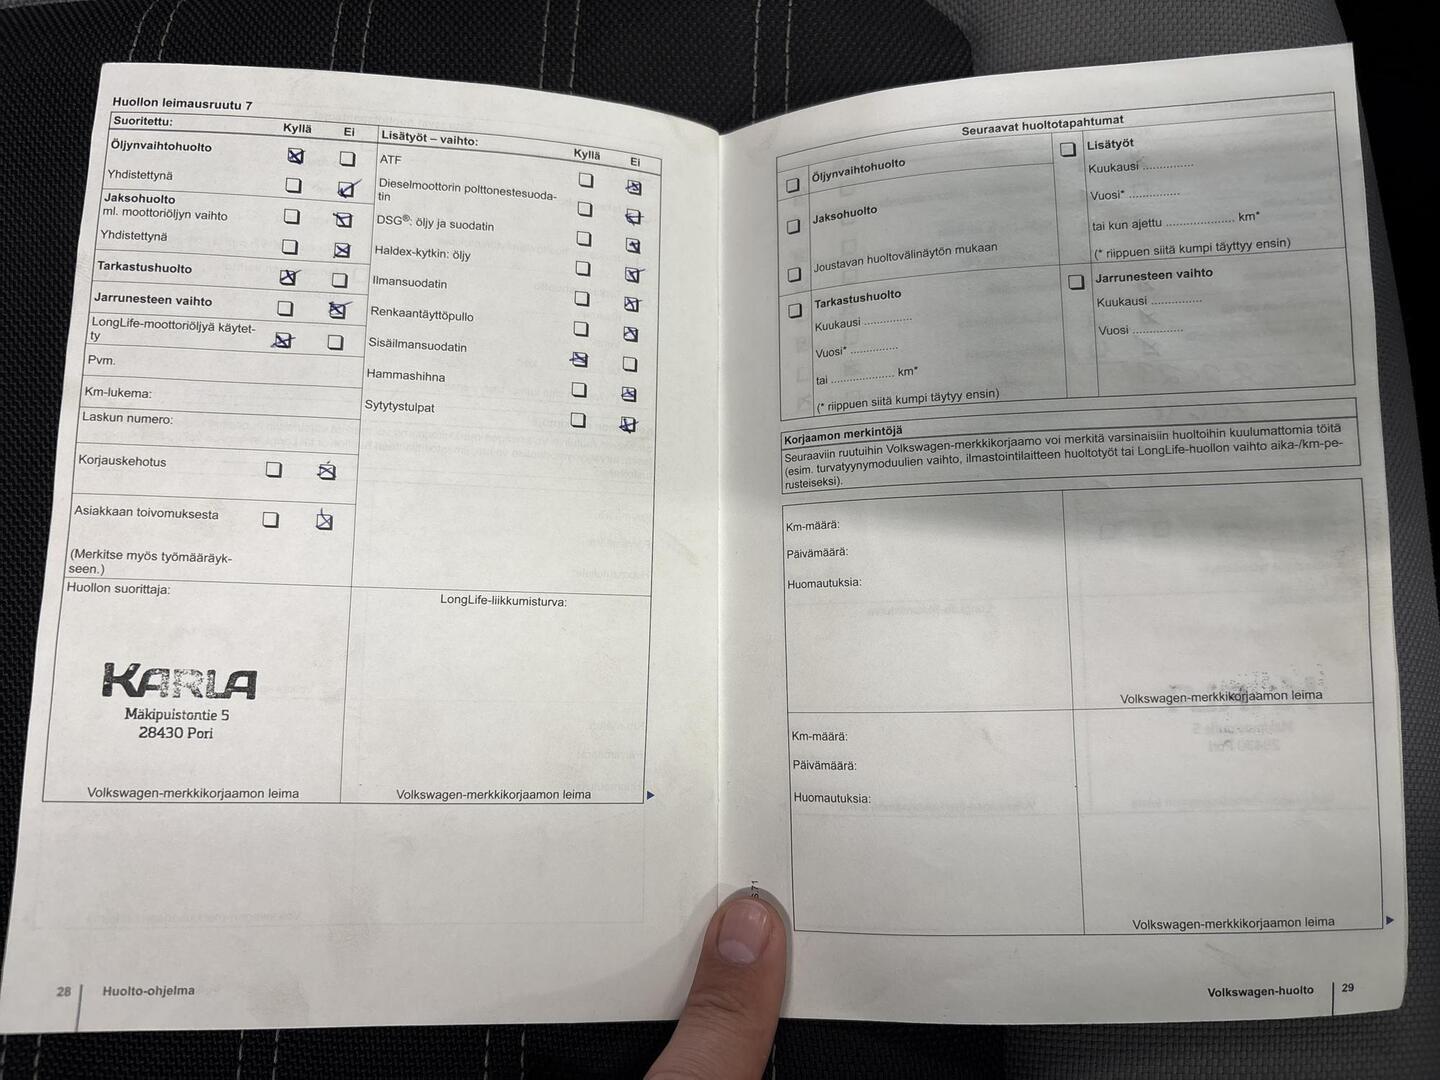 Huollon leimausruutu 7
Suoritettu:
Kyllä
Ei
Öljynvaihtohuolto
Yhdistettynä
Jaksohuolto
ml. moottoriöljyn vaihto
Yhdistettynä
Tarkastushuolto
Jarrunesteen vaihto
LongLife-moottoriöljyä käytet-
ty
Pvm.
Km-lukema:
Laskun numero:
Korjauskehotus
Asiakkaan toivomuksesta
(Merkitse myös työmääräyk-
seen.)
Lisätyöt – vaihto:
Kyllä
Ei
ATF
Dieselmoottorin polttonestesuoda-
tin
DSG®: öljy ja suodatin
Haldex-kytkin: öljy
Ilmansuodatin
Renkaantäyttöpullo
Sisäilmansuodatin
Hammashihna
Sytytystulpat
Huollon suorittaja:
KARLA
Mäkipuistontie 5
28430 Pori
Volkswagen-merkkikorjaamon leima
LongLife-liikkumisturva:
Volkswagen-merkkikorjaamon leima
28
Huolto-ohjelma
Seuraavat huoltotapahtumat
Öljynvaihtohuolto
Jaksohuolto
Joustavan huoltovälinäytön mukaan
Tarkastushuolto
Kuukausi ..............
Vuosi* ..............
tai .................... km*
(* riippuen siitä kumpi täytyy ensin)
Lisätyöt
Kuukausi ...............
Vuosi* ...............
tai kun ajettu .................... km*
(* riippuen siitä kumpi täyttyy ensin)
Jarrunesteen vaihto
Kuukausi ...............
Vuosi ...............
Korjaamon merkintöjä
Seuraaviin ruutuihin Volkswagen-merkkikorjaamo voi merkitä varsinaisiin huoltoihin kuulumattomia töitä
(esim. turvatyynymoduulien vaihto, ilmastointilaitteen huoltotyöt tai LongLife-huollon vaihto aika-/km-pe-
rusteiseksi).
Km-määrä:
Päivämäärä:
Huomautuksia:
Volkswagen-merkkikorjaamon leima
Km-määrä:
Päivämäärä:
Huomautuksia:
Volkswagen-merkkikorjaamon leima
Volkswagen-huolto
29